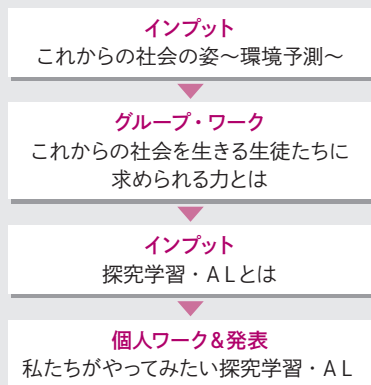 インプット
これからの社会の姿～環境予測～
グループ・ワーク
これからの社会を生きる生徒たちに
求められる力とは
インプット
探究学習・ALとは
個人ワーク&発表
私たちがやってみたい探究学習・AL